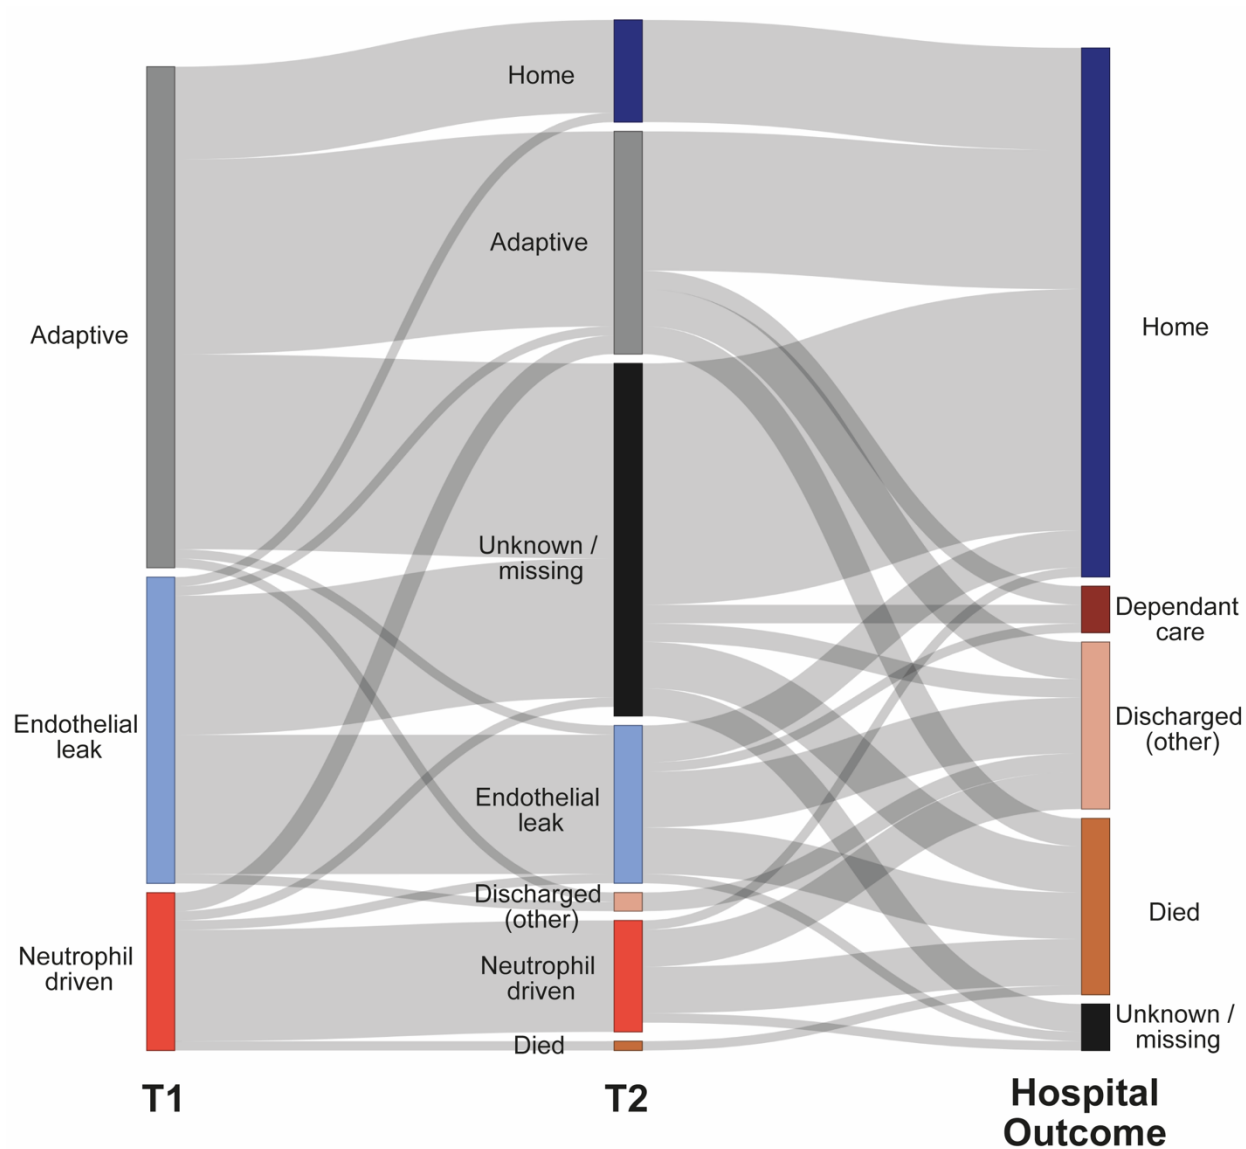 Adaptive
Endothelial
leak
Neutrophil
driven
T1
Home
Adaptive
Unknown /
missing
Endothelial
leak
Discharged
(other)
Neutrophil
driven
Died
T2
Home
Dependant
care
Discharged
(other)
Died
Unknown /
missing
Hospital
Outcome